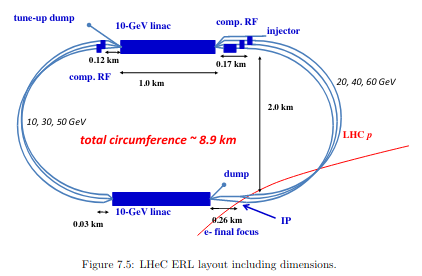 tune-up dump
10-GeV linac
comp. RF
injector
0.12 km
0.17 km
comp. RF
1.0 km
20, 40, 60 GeV
2.0 km
10, 30, 50 GeV
total circumference ~ 8.9 km
LHC p
dump
10-GeV linac
0.03 km
0.26 km
IP
e- final focus
Figure 7.5: LHeC ERL layout including dimensions.